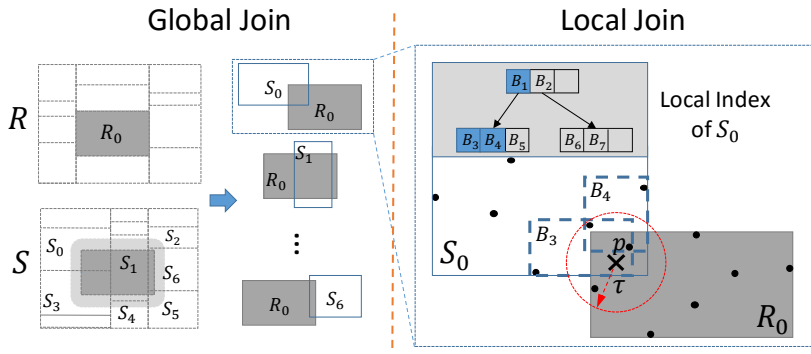 Global Join
Local Join
R
R₀
S
S₀
S₁
S₂
S₃
S₄
S₅
S₆
S₀
R₀
S₁
R₀
⋮
R₀
S₆
B₁ B₂
B₃ B₄ B₅
B₆ B₇
Local Index
of S₀
B₄
B₃
S₀
p
τ
R₀